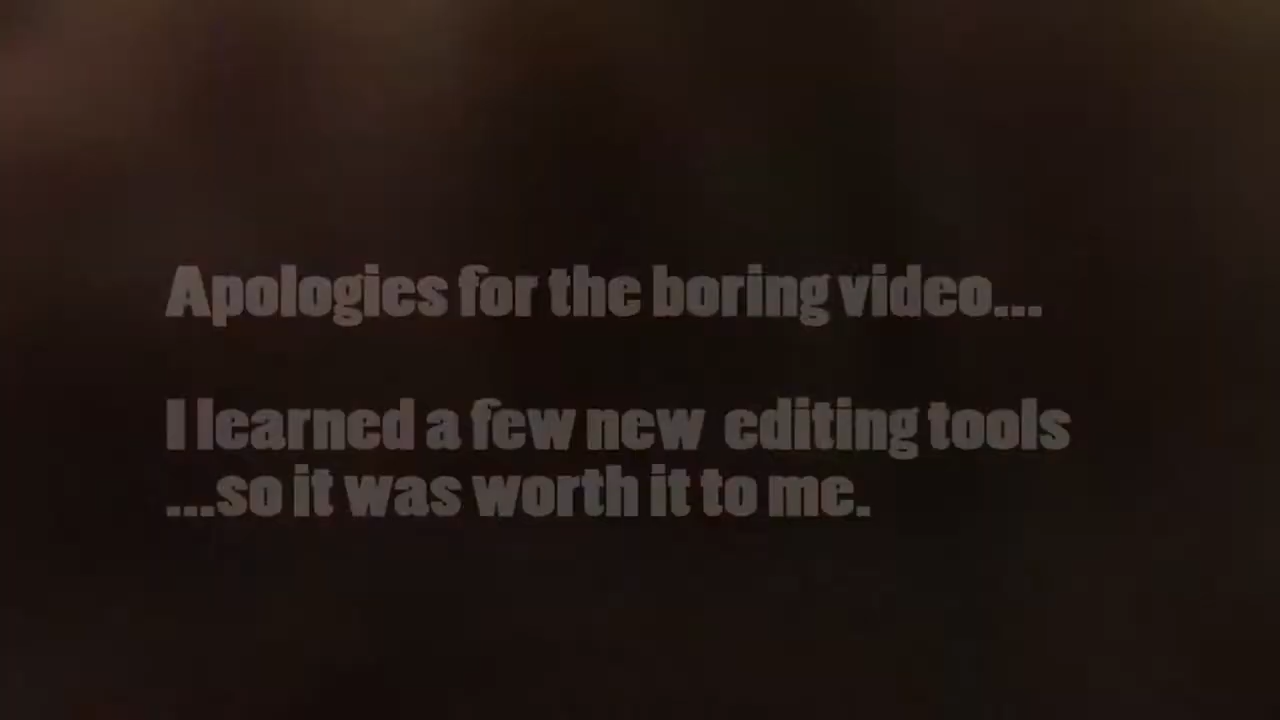 Apologies for the boring video...
I learned a few new editing tools
...so it was worth it to me.